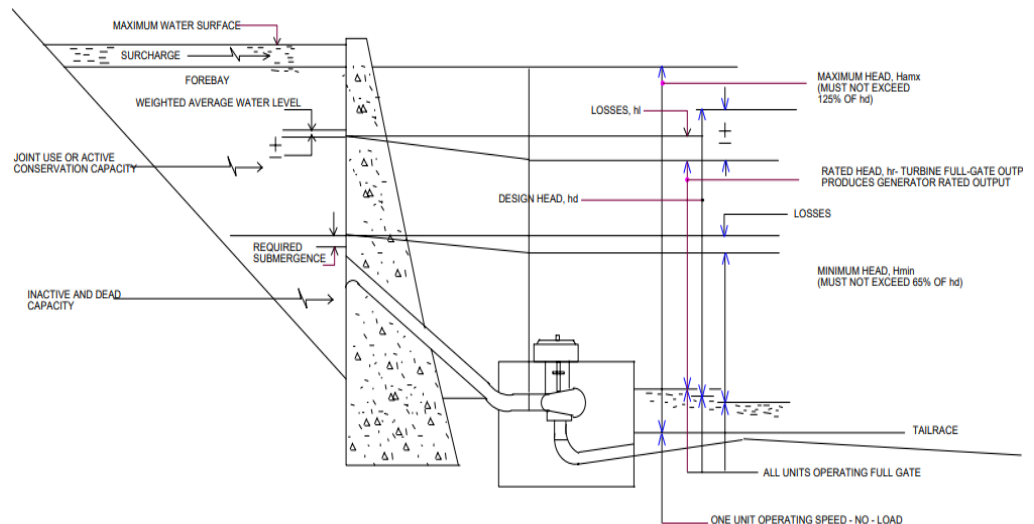 MAXIMUM WATER SURFACE
SURCHARGE
FOREBAY
WEIGHTED AVERAGE WATER LEVEL
JOINT USE OR ACTIVE
CONSERVATION CAPACITY
REQUIRED
SUBMERGENCE
INACTIVE AND DEAD
CAPACITY
LOSSES, hl
DESIGN HEAD, hd
MAXIMUM HEAD, Hamx
(MUST NOT EXCEED
125% OF hd)
RATED HEAD, hr- TURBINE FULL-GATE OUTP
PRODUCES GENERATOR RATED OUTPUT
LOSSES
MINIMUM HEAD, Hmin
(MUST NOT EXCEED 65% OF hd)
TAILRACE
ALL UNITS OPERATING FULL GATE
ONE UNIT OPERATING SPEED - NO - LOAD